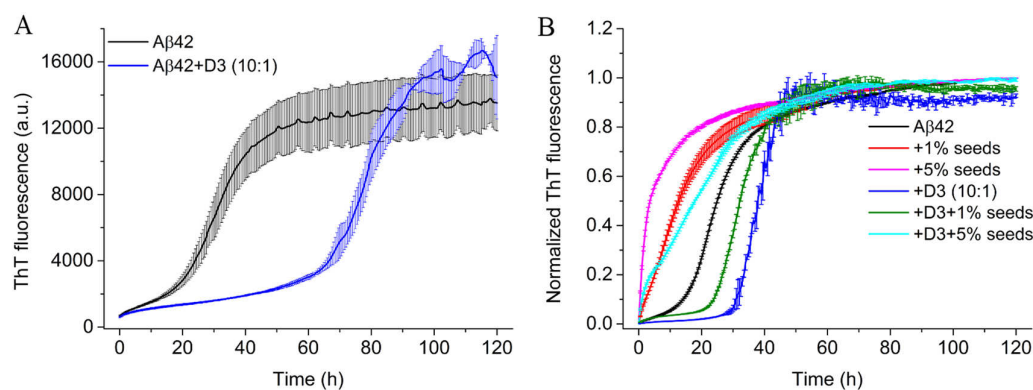 A
Aβ42
Aβ42+D3 (10:1)
ThT fluorescence (a.u.)
16000
12000
8000
4000
0
0 20 40 60 80 100 120
Time (h)
B
Normalized ThT fluorescence
1.0
0.8
0.6
0.4
0.2
0.0
Aβ42
+1% seeds
+5% seeds
+D3 (10:1)
+D3+1% seeds
+D3+5% seeds
0 20 40 60 80 100 120
Time (h)